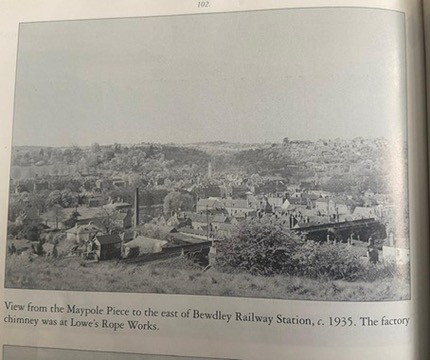 102.
View from the Maypole Piece to the east of Bewdley Railway Station, c. 1935. The factory
chimney was at Lowe's Rope Works.